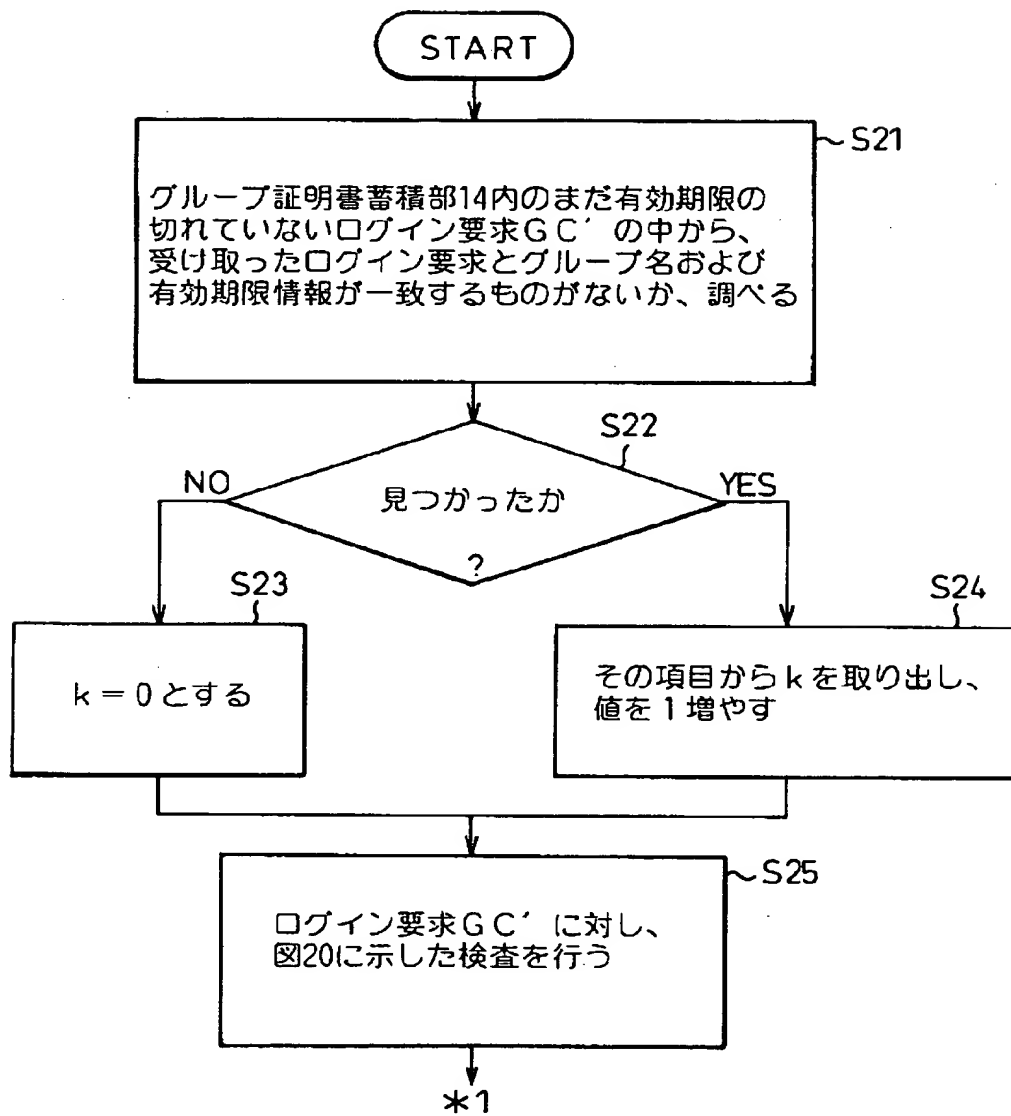 START
S21
グループ証明書蓄積部14内のまだ有効期限の
切れていないログイン要求GC´の中から、
受け取ったログイン要求とグループ名および
有効期限情報が一致するものがないか、調べる
S22
NO
YES
見つかったか
?
S23
S24
k=0とする
その項目からkを取り出し、
値を1増やす
S25
ログイン要求GC´に対し、
図20に示した検査を行う
*1